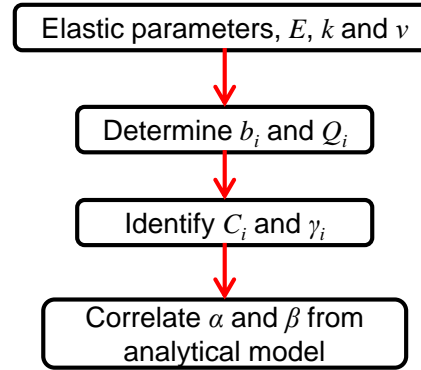 Elastic parameters, E, k and ν
Determine bᵢ and Qᵢ
Identify Cᵢ and γᵢ
Correlate α and β from
analytical model